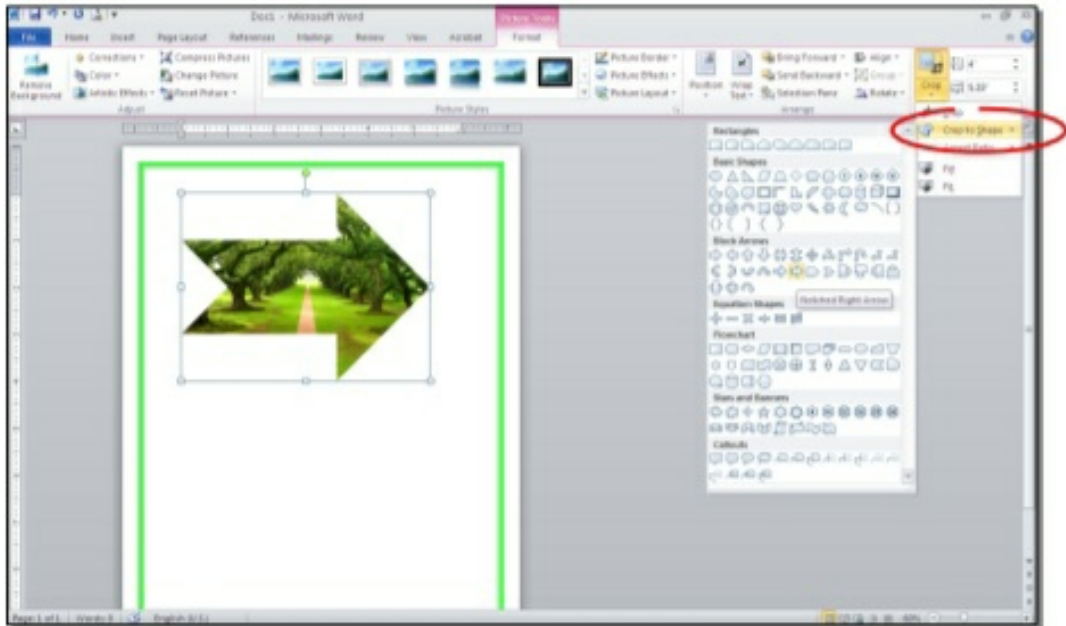 Doc1 - Microsoft Word
Picture Tools
File Home Insert Page Layout References Mailings Review View Acrobat Format
Remove Background
Corrections
Color
Artistic Effects
Compress Pictures
Change Picture
Reset Picture
Adjust
Picture Styles
Picture Border
Picture Effects
Picture Layout
Position
Wrap Text
Bring Forward
Send Backward
Selection Pane
Align
Group
Rotate
Arrange
Crop
4"
Crop to Shape
Fill
Fit
Rectangles
Basic Shapes
Block Arrows
Notched Right Arrow
Equation Shapes
Flowchart
Stars and Banners
Callouts
Page: 1 of 1 Words: 0 English (U.S.) 60%